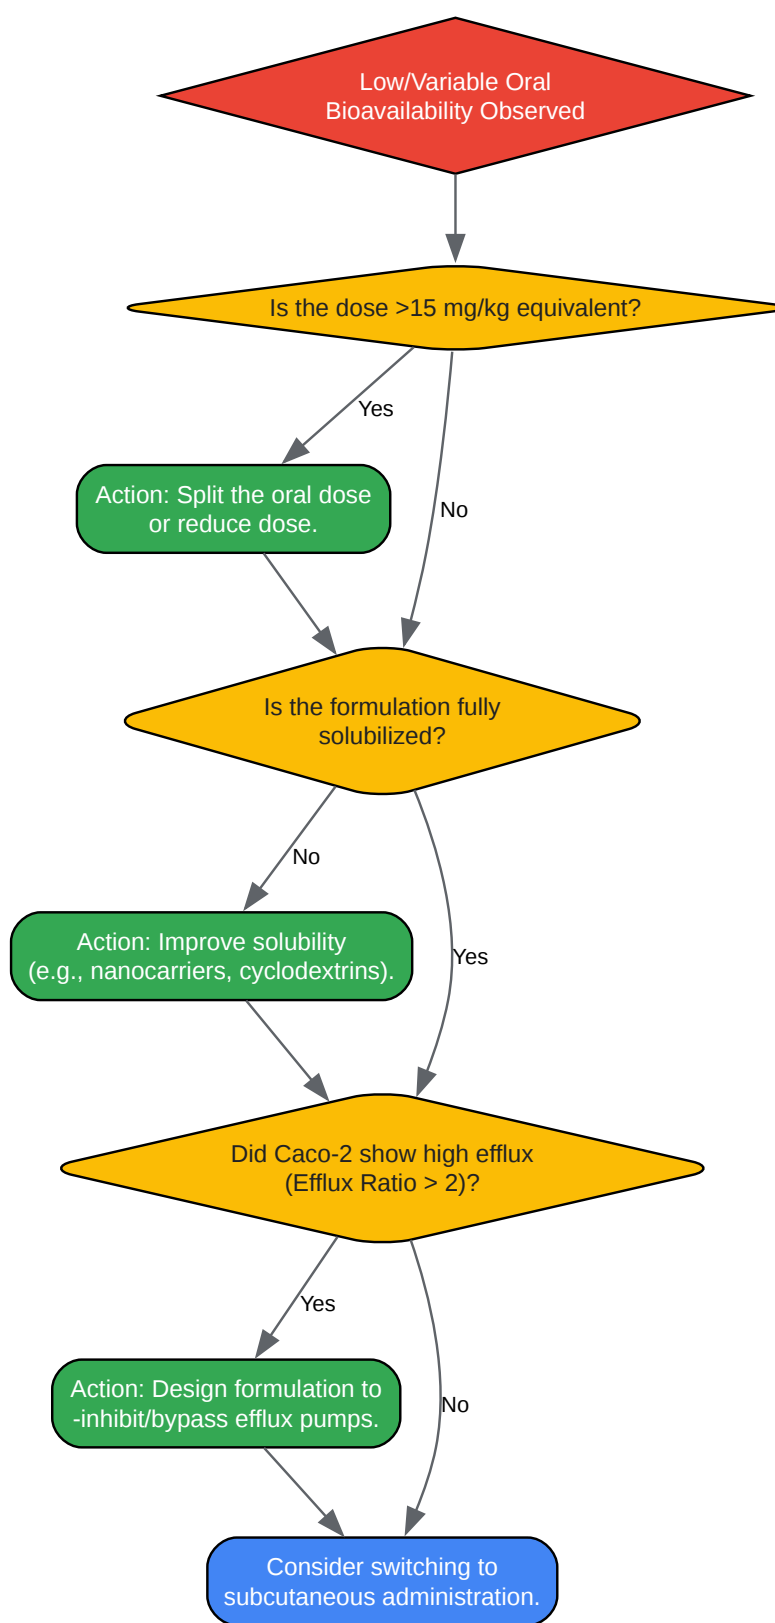 Low/Variable Oral
Bioavailability Observed
Is the dose >15 mg/kg equivalent?
Yes
Action: Split the oral dose
or reduce dose.
No
Is the formulation fully
solubilized?
No
Action: Improve solubility
(e.g., nanocarriers, cyclodextrins).
Yes
Did Caco-2 show high efflux
(Efflux Ratio > 2)?
Yes
Action: Design formulation to
-inhibit/bypass efflux pumps.
No
Consider switching to
subcutaneous administration.